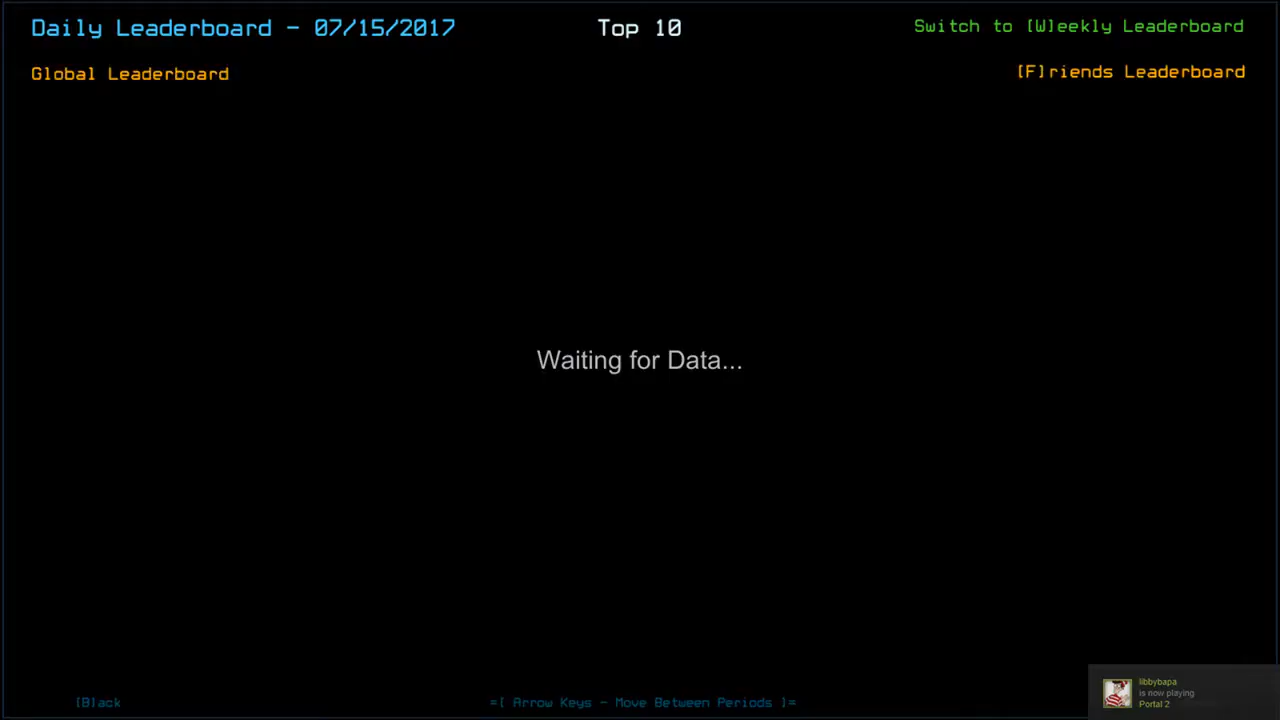 Daily Leaderboard - 07/15/2017
Top 10
Switch to [W]eekly Leaderboard
Global Leaderboard
[F]riends Leaderboard
Waiting for Data...
libbybapa
is now playing
Portal 2
[B]ack
=[ Arrow Keys - Move Between Periods ]=